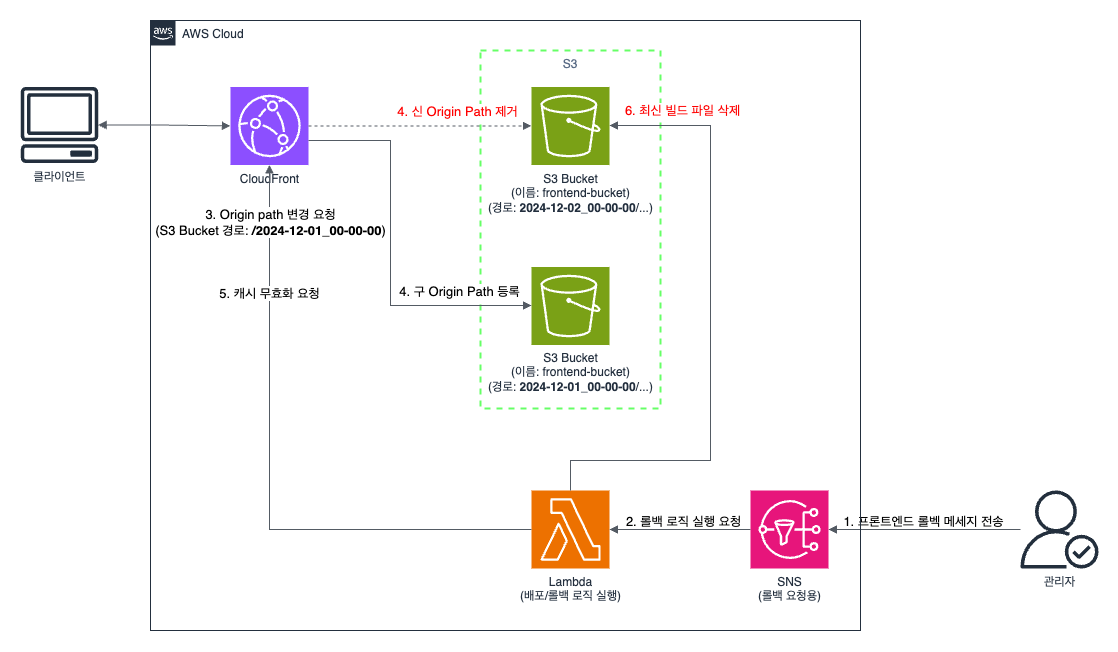 aws
AWS Cloud
S3
클라이언트
CloudFront
4. 신 Origin Path 제거
6. 최신 빌드 파일 삭제
S3 Bucket
(이름: frontend-bucket)
(경로: 2024-12-02_00-00-00/...)
3. Origin path 변경 요청
(S3 Bucket 경로: /2024-12-01_00-00-00)
5. 캐시 무효화 요청
4. 구 Origin Path 등록
S3 Bucket
(이름: frontend-bucket)
(경로: 2024-12-01_00-00-00/...)
2. 롤백 로직 실행 요청
1. 프론트엔드 롤벡 메세지 전송
Lambda
(배포/롤백 로직 실행)
SNS
(롤백 요청용)
관리자